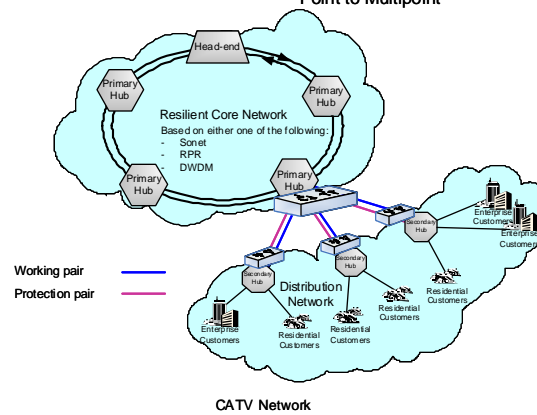 Point to Multipoint
Head-end
Primary
Hub
Primary
Hub
Resilient Core Network
Based on either one of the following:
- Sonet
- RPR
- DWDM
Primary
Hub
Primary
Hub
Secondary
Hub
Enterprise
Customers
Enterprise
Customers
Working pair
Protection pair
Secondary
Hub
Secondary
Hub
Distribution
Network
Residential
Customers
Residential
Customers
Residential
Customers
Residential
Customers
Enterprise
Customers
CATV Network